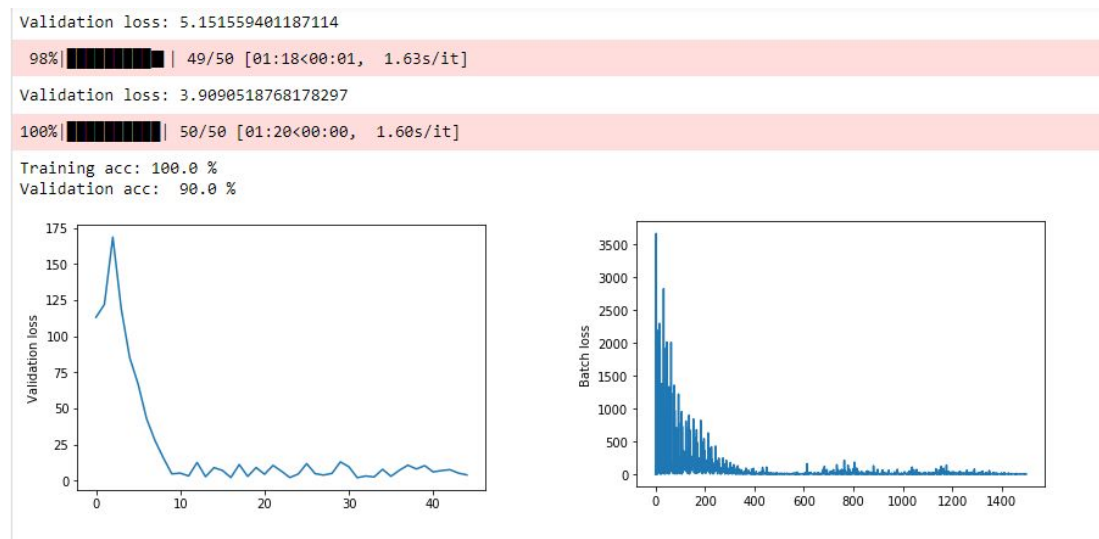 Validation loss: 5.151559401187114
98%|█████████▊| 49/50 [01:18<00:01, 1.63s/it]
Validation loss: 3.9090518768178297
100%|██████████| 50/50 [01:20<00:00, 1.60s/it]
Training acc: 100.0 %
Validation acc: 90.0 %
Validation loss
175
150
125
100
75
50
25
0
0 10 20 30 40
Batch loss
3500
3000
2500
2000
1500
1000
500
0
0 200 400 600 800 1000 1200 1400